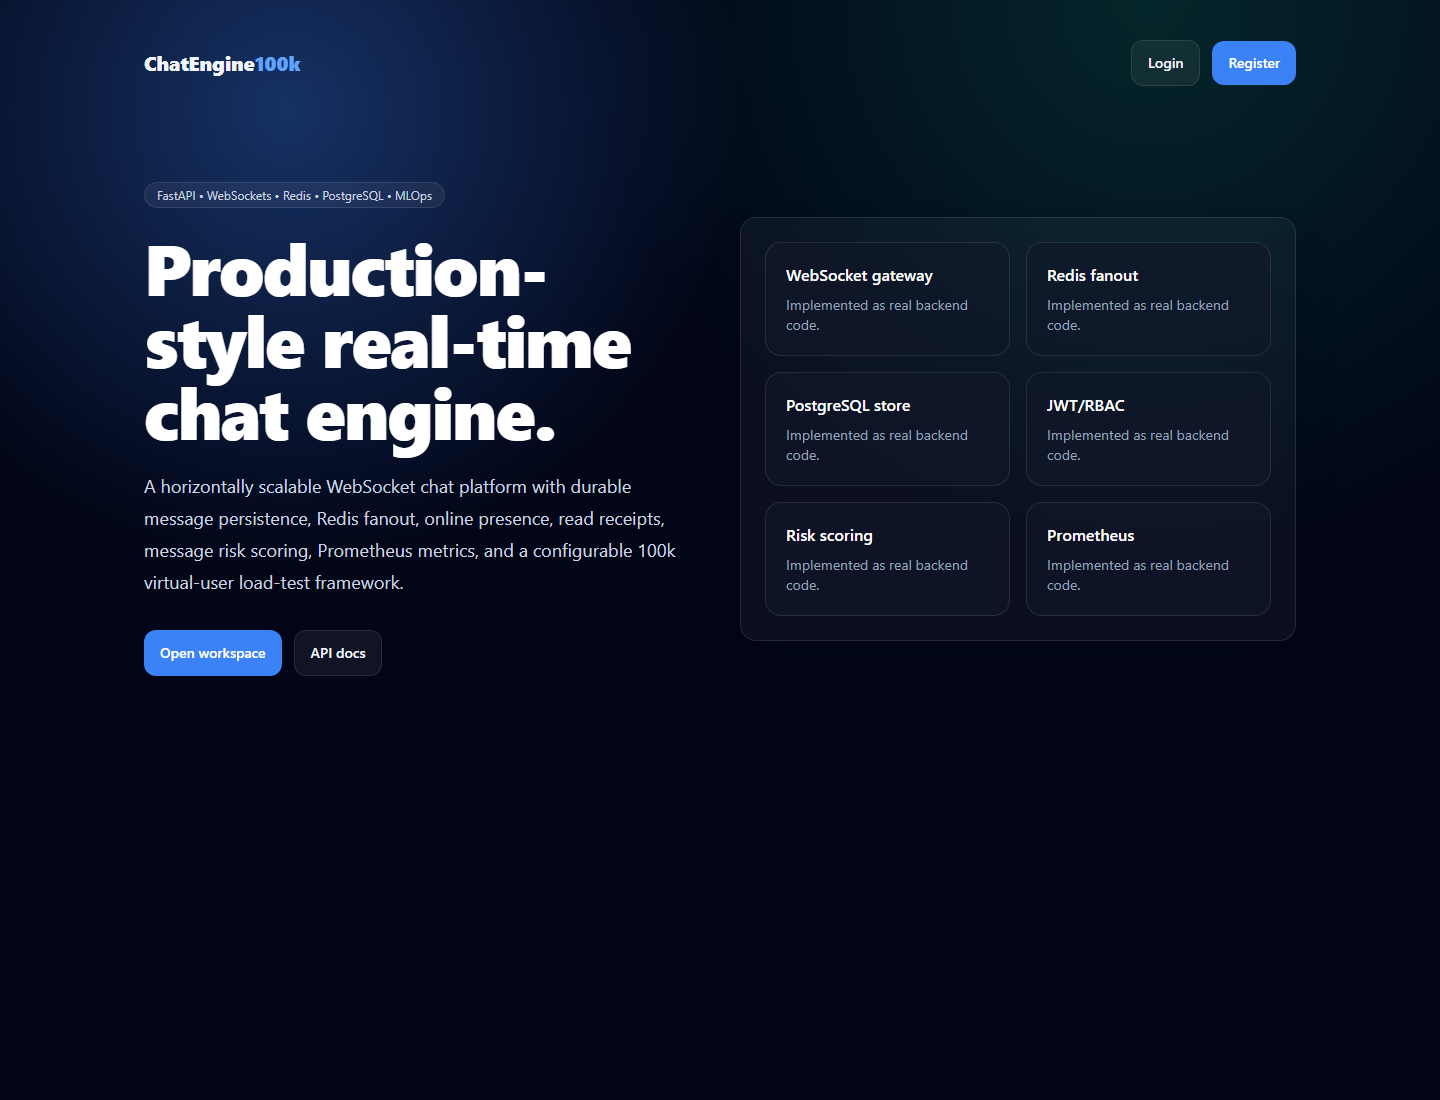 ChatEngine100k
Login
Register
FastAPI • WebSockets • Redis • PostgreSQL • MLOps
Production-
style real-time
chat engine.
A horizontally scalable WebSocket chat platform with durable
message persistence, Redis fanout, online presence, read receipts,
message risk scoring, Prometheus metrics, and a configurable 100k
virtual-user load-test framework.
Open workspace
API docs
WebSocket gateway
Implemented as real backend
code.
Redis fanout
Implemented as real backend
code.
PostgreSQL store
Implemented as real backend
code.
JWT/RBAC
Implemented as real backend
code.
Risk scoring
Implemented as real backend
code.
Prometheus
Implemented as real backend
code.